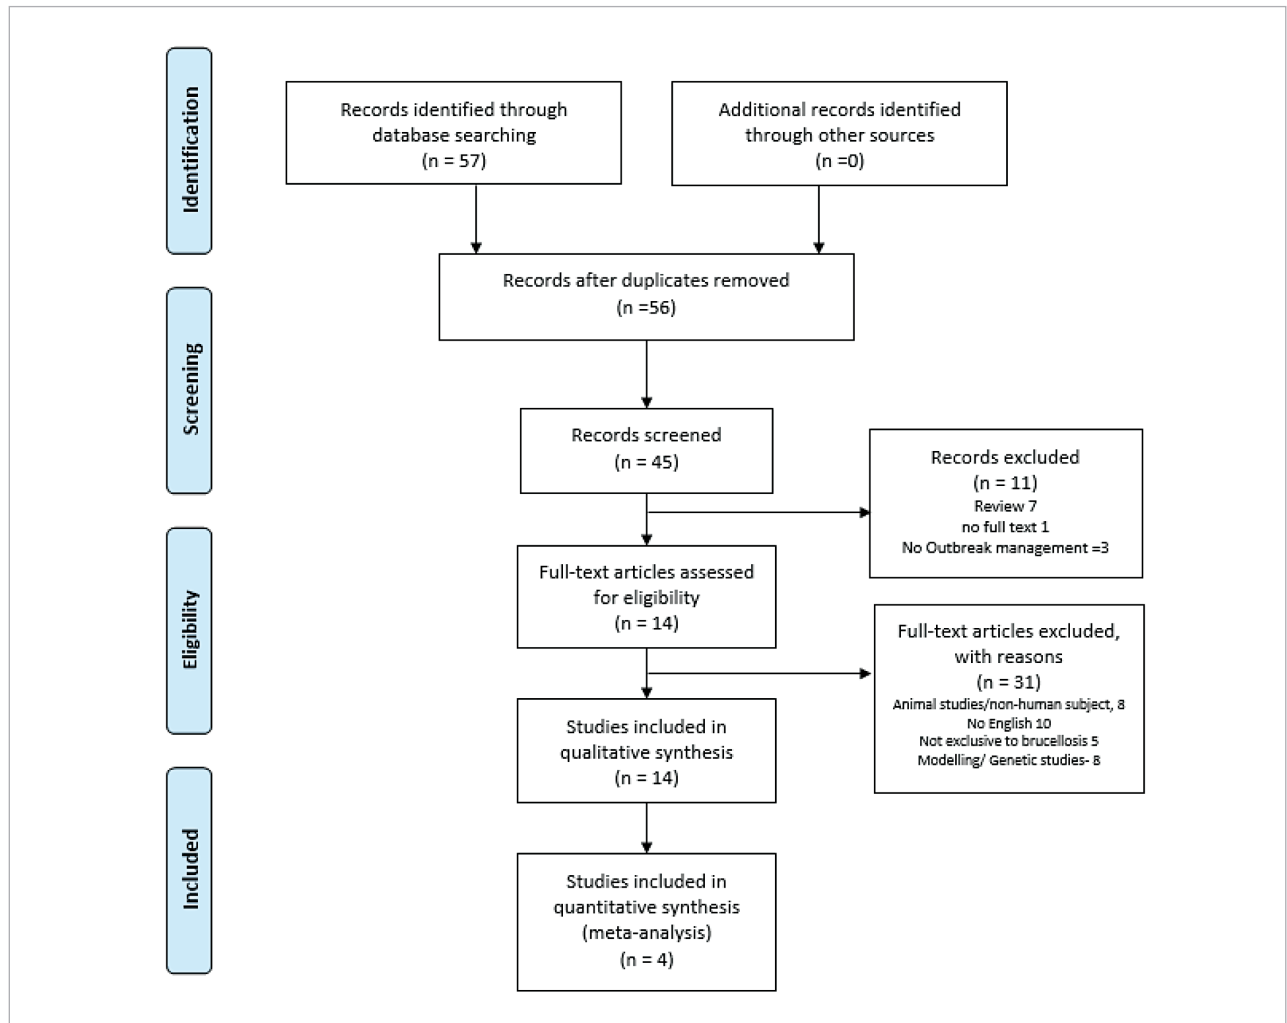 Identification
Records identified through
database searching
(n = 57)
Additional records identified
through other sources
(n =0)
Records after duplicates removed
(n =56)
Screening
Records screened
(n = 45)
Records excluded
(n = 11)
Review 7
no full text 1
No Outbreak management =3
Eligibility
Full-text articles assessed
for eligibility
(n = 14)
Full-text articles excluded,
with reasons
(n = 31)
Animal studies/non-human subject, 8
No English 10
Not exclusive to brucellosis 5
Modelling/ Genetic studies- 8
Studies included in
qualitative synthesis
(n = 14)
Included
Studies included in
quantitative synthesis
(meta-analysis)
(n = 4)